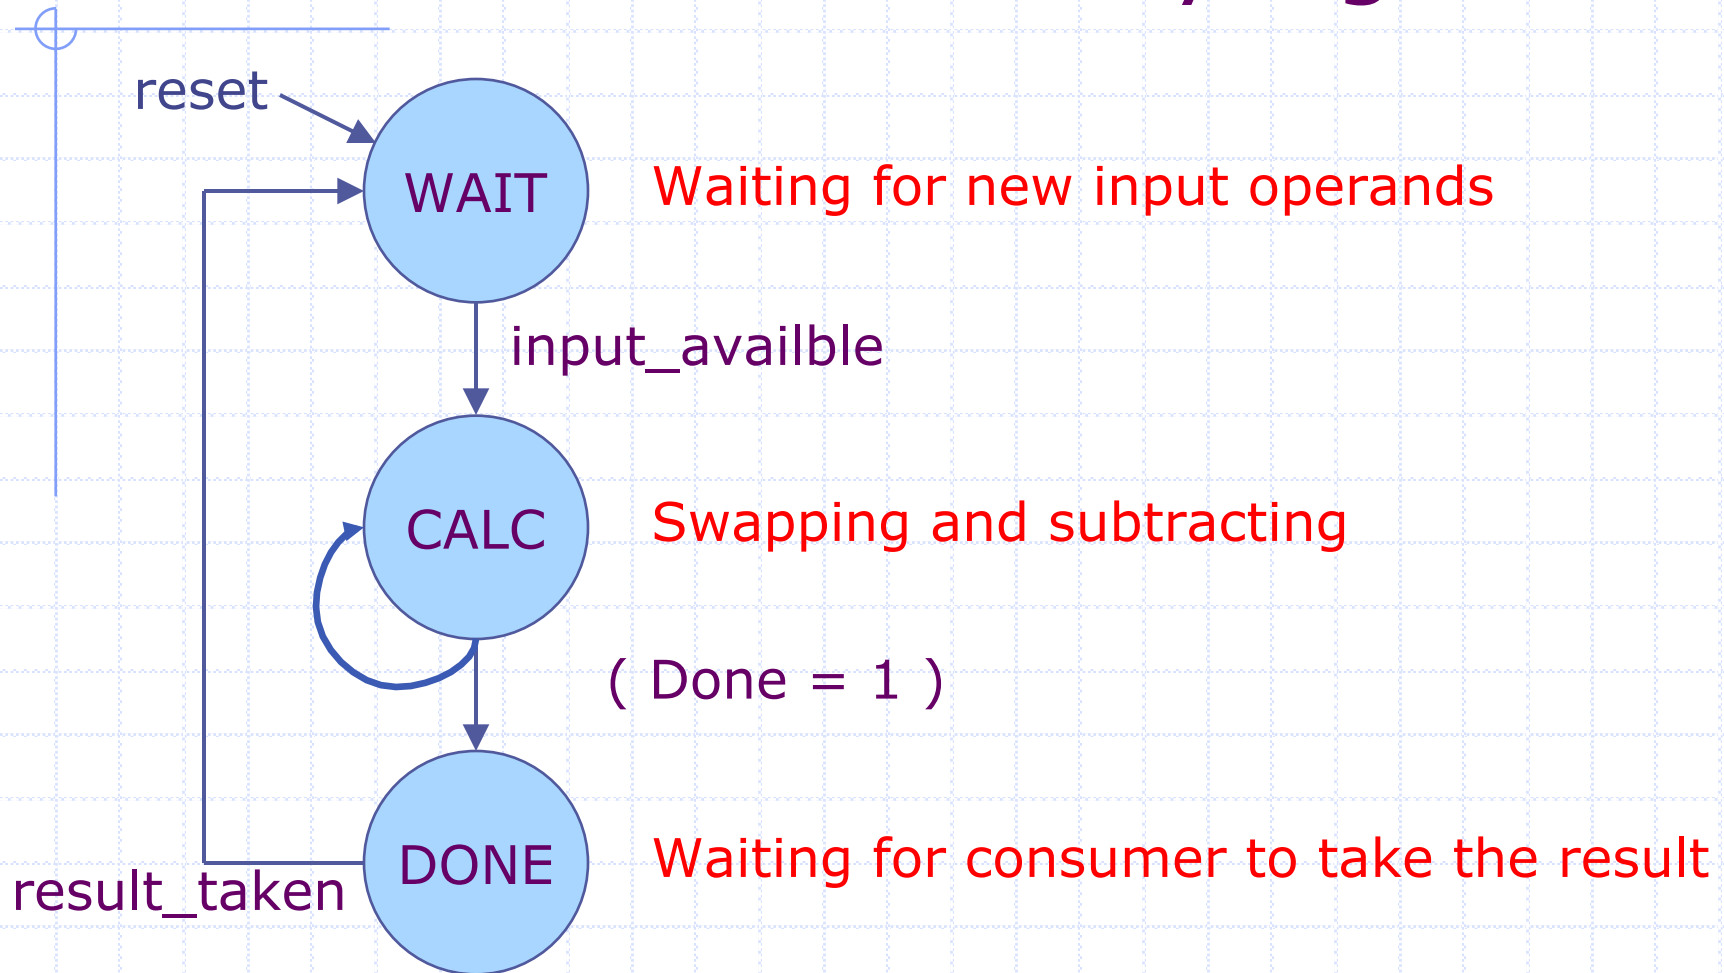 reset
WAIT
Waiting for new input operands
input_availble
CALC
Swapping and subtracting
( Done = 1 )
DONE
Waiting for consumer to take the result
result_taken